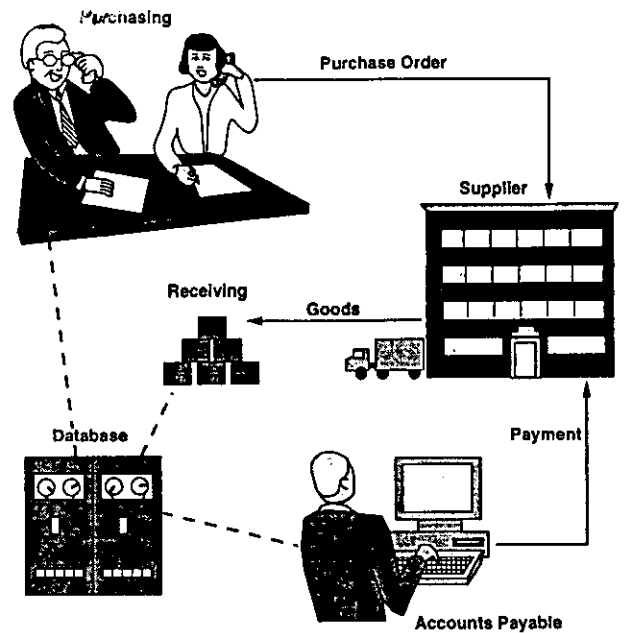 Purchasing
Purchase Order
Supplier
Receiving
Goods
Database
Payment
Accounts Payable